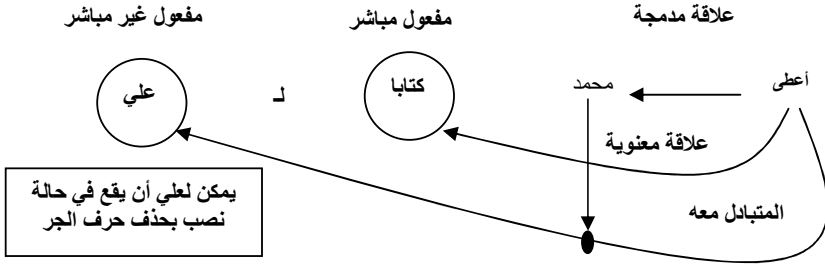 علاقة مدمجة مفعول مباشر مفعول غير مباشر
أعطى محمد كتابا لـ علي
علاقة معنوية
المتبادل معه
يمكن لعلي أن يقع في حالة
نصب بحذف حرف الجر